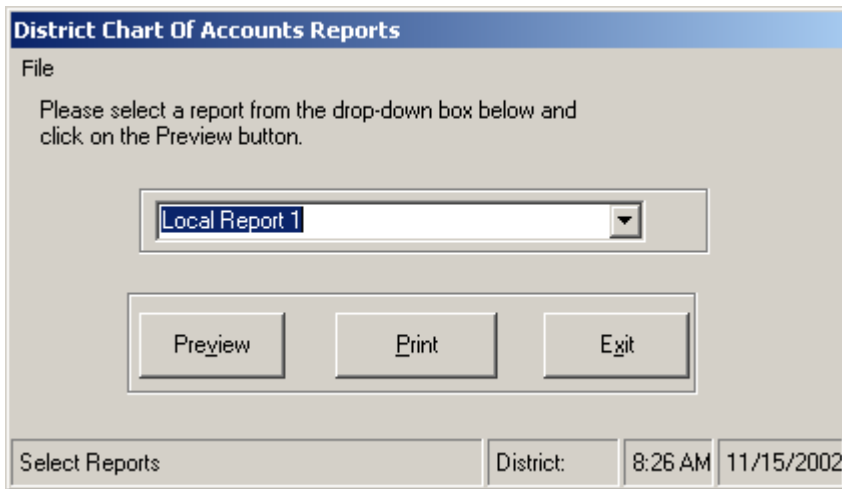 District Chart Of Accounts Reports
File
Please select a report from the drop-down box below and
click on the Preview button.
Local Report 1
Preview Print Exit
Select Reports District: 8:26 AM 11/15/2002